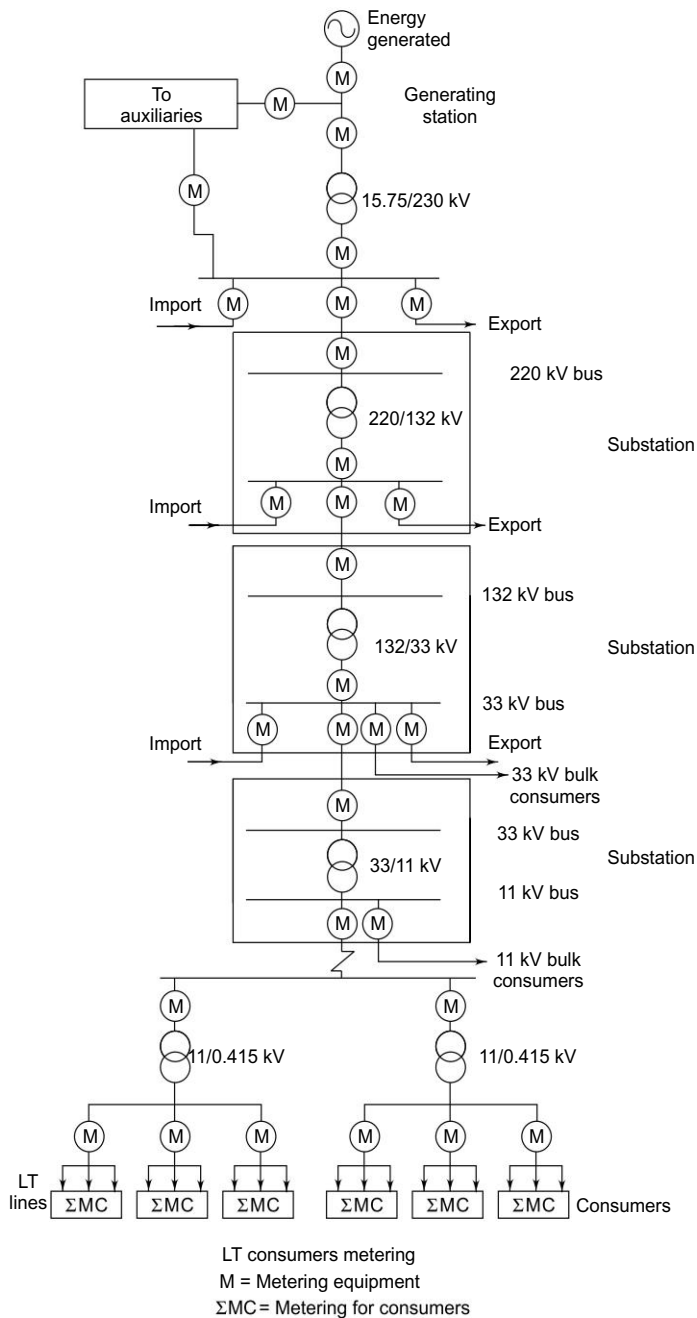 Energy
generated
M
To
auxiliaries
M
Generating
station
M
M
15.75/230 kV
M
M
M
M
Import
Export
M
220 kV bus
220/132 kV
Substation
M
M
M
M
Import
Export
M
132 kV bus
132/33 kV
Substation
M
33 kV bus
M
M
M
M
Import
Export
33 kV bulk
consumers
M
33 kV bus
33/11 kV
Substation
11 kV bus
M
M
11 kV bulk
consumers
M
M
11/0.415 kV
11/0.415 kV
M
M
M
M
M
M
LT
lines
ΣMC
ΣMC
ΣMC
ΣMC
ΣMC
ΣMC
Consumers
LT consumers metering
M = Metering equipment
ΣMC = Metering for consumers